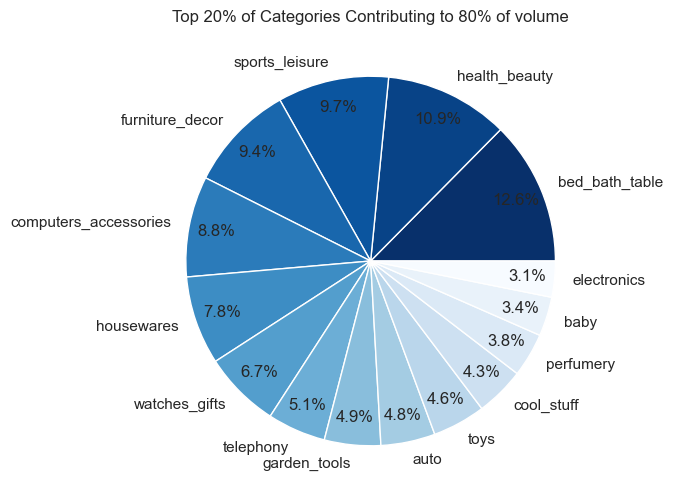 Top 20% of Categories Contributing to 80% of volume
sports_leisure
health_beauty
9.7%
10.9%
furniture_decor
9.4%
bed_bath_table
12.6%
computers_accessories
8.8%
electronics
3.1%
housewares
7.8%
baby
3.4%
perfumery
3.8%
watches_gifts
6.7%
cool_stuff
4.3%
telephony
5.1%
garden_tools
4.9%
auto
4.8%
toys
4.6%